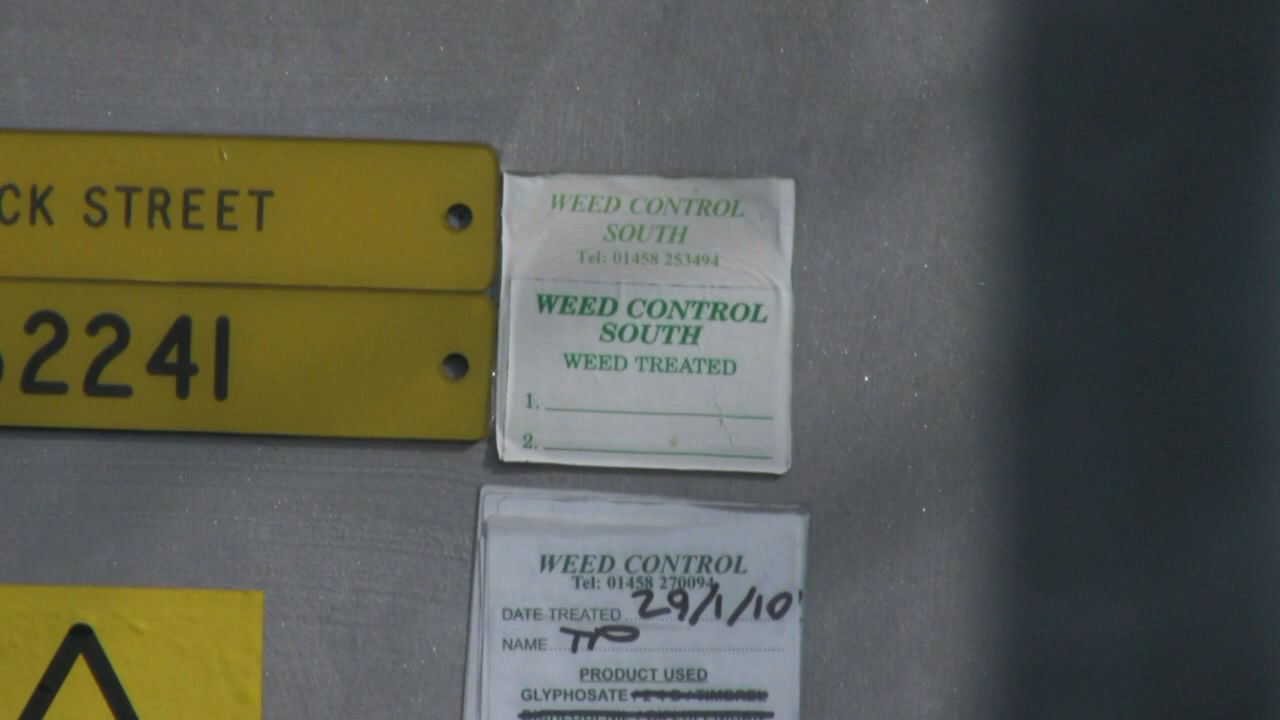 CK STREET
2241
WEED CONTROL
SOUTH
Tel: 01458 253494
WEED CONTROL
SOUTH
WEED TREATED
1.
2.
WEED CONTROL
Tel: 01458 270094
DATE TREATED 29/1/10
NAME
PRODUCT USED
GLYPHOSATE